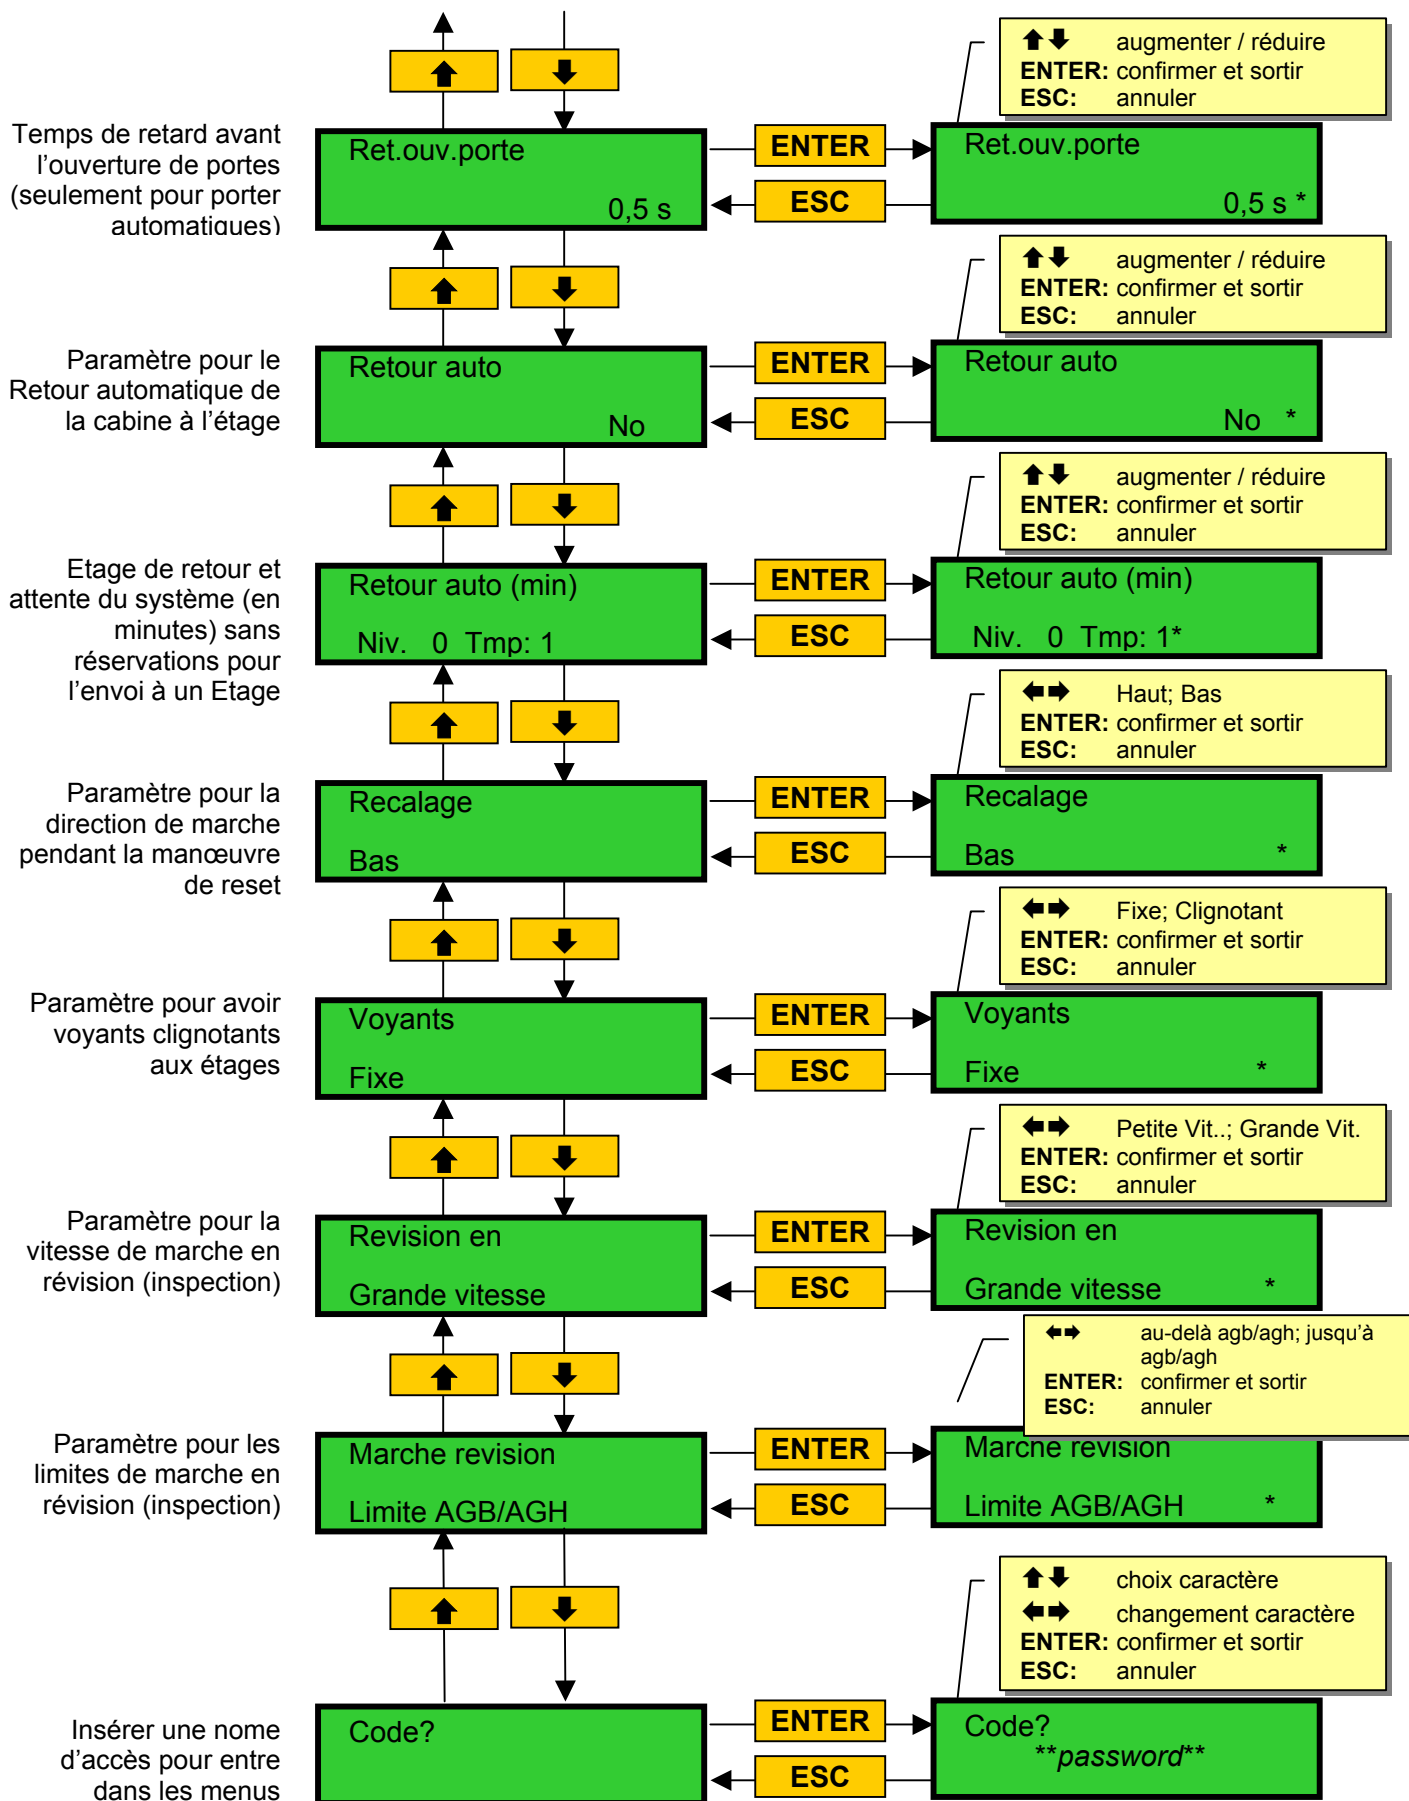 ⬆⬇ augmenter / réduire
ENTER: confirmer et sortir
ESC: annuler
Temps de retard avant
l'ouverture de portes
(seulement pour porter
automatiques)
Ret.ouv.porte
0,5 s
ENTER
ESC
Ret.ouv.porte
0,5 s *
⬆⬇ augmenter / réduire
ENTER: confirmer et sortir
ESC: annuler
Paramètre pour le
Retour automatique de
la cabine à l'étage
Retour auto
No
ENTER
ESC
Retour auto
No *
⬆⬇ augmenter / réduire
ENTER: confirmer et sortir
ESC: annuler
Etage de retour et
attente du système (en
minutes) sans
réservations pour
l'envoi à un Etage
Retour auto (min)
Niv. 0 Tmp: 1
ENTER
ESC
Retour auto (min)
Niv. 0 Tmp: 1*
⬅➡ Haut; Bas
ENTER: confirmer et sortir
ESC: annuler
Paramètre pour la
direction de marche
pendant la manœuvre
de reset
Recalage
Bas
ENTER
ESC
Recalage
Bas *
⬅➡ Fixe; Clignotant
ENTER: confirmer et sortir
ESC: annuler
Paramètre pour avoir
voyants clignotants
aux étages
Voyants
Fixe
ENTER
ESC
Voyants
Fixe *
⬅➡ Petite Vit..; Grande Vit.
ENTER: confirmer et sortir
ESC: annuler
Paramètre pour la
vitesse de marche en
révision (inspection)
Revision en
Grande vitesse
ENTER
ESC
Revision en
Grande vitesse *
⬅➡ au-delà agb/agh; jusqu'à
agb/agh
ENTER: confirmer et sortir
ESC: annuler
Paramètre pour les
limites de marche en
révision (inspection)
Marche revision
Limite AGB/AGH
ENTER
ESC
Marche revision
Limite AGB/AGH *
⬆⬇ choix caractère
⬅➡ changement caractère
ENTER: confirmer et sortir
ESC: annuler
Insérer une nome
d'accès pour entre
dans les menus
Code?
ENTER
ESC
Code?
**password**